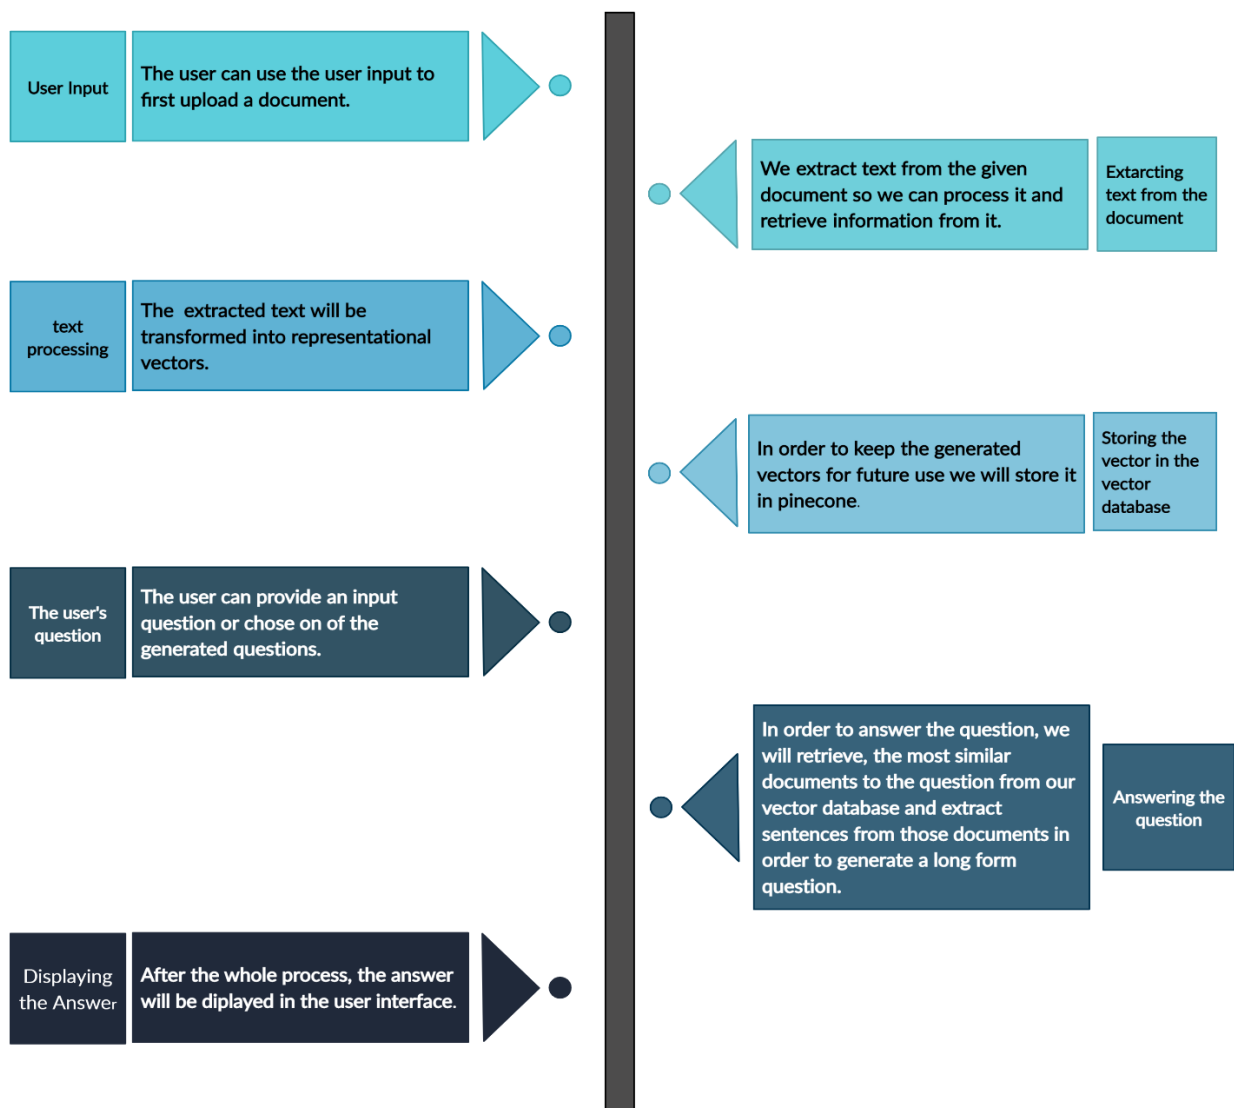 User Input
The user can use the user input to
first upload a document.
We extract text from the given
document so we can process it and
retrieve information from it.
Extarcting
text from the
document
text
processing
The extracted text will be
transformed into representational
vectors.
In order to keep the generated
vectors for future use we will store it
in pinecone.
Storing the
vector in the
vector
database
The user's
question
The user can provide an input
question or chose on of the
generated questions.
In order to answer the question, we
will retrieve, the most similar
documents to the question from our
vector database and extract
sentences from those documents in
order to generate a long form
question.
Answering the
question
Displaying
the Answer
After the whole process, the answer
will be diplayed in the user interface.